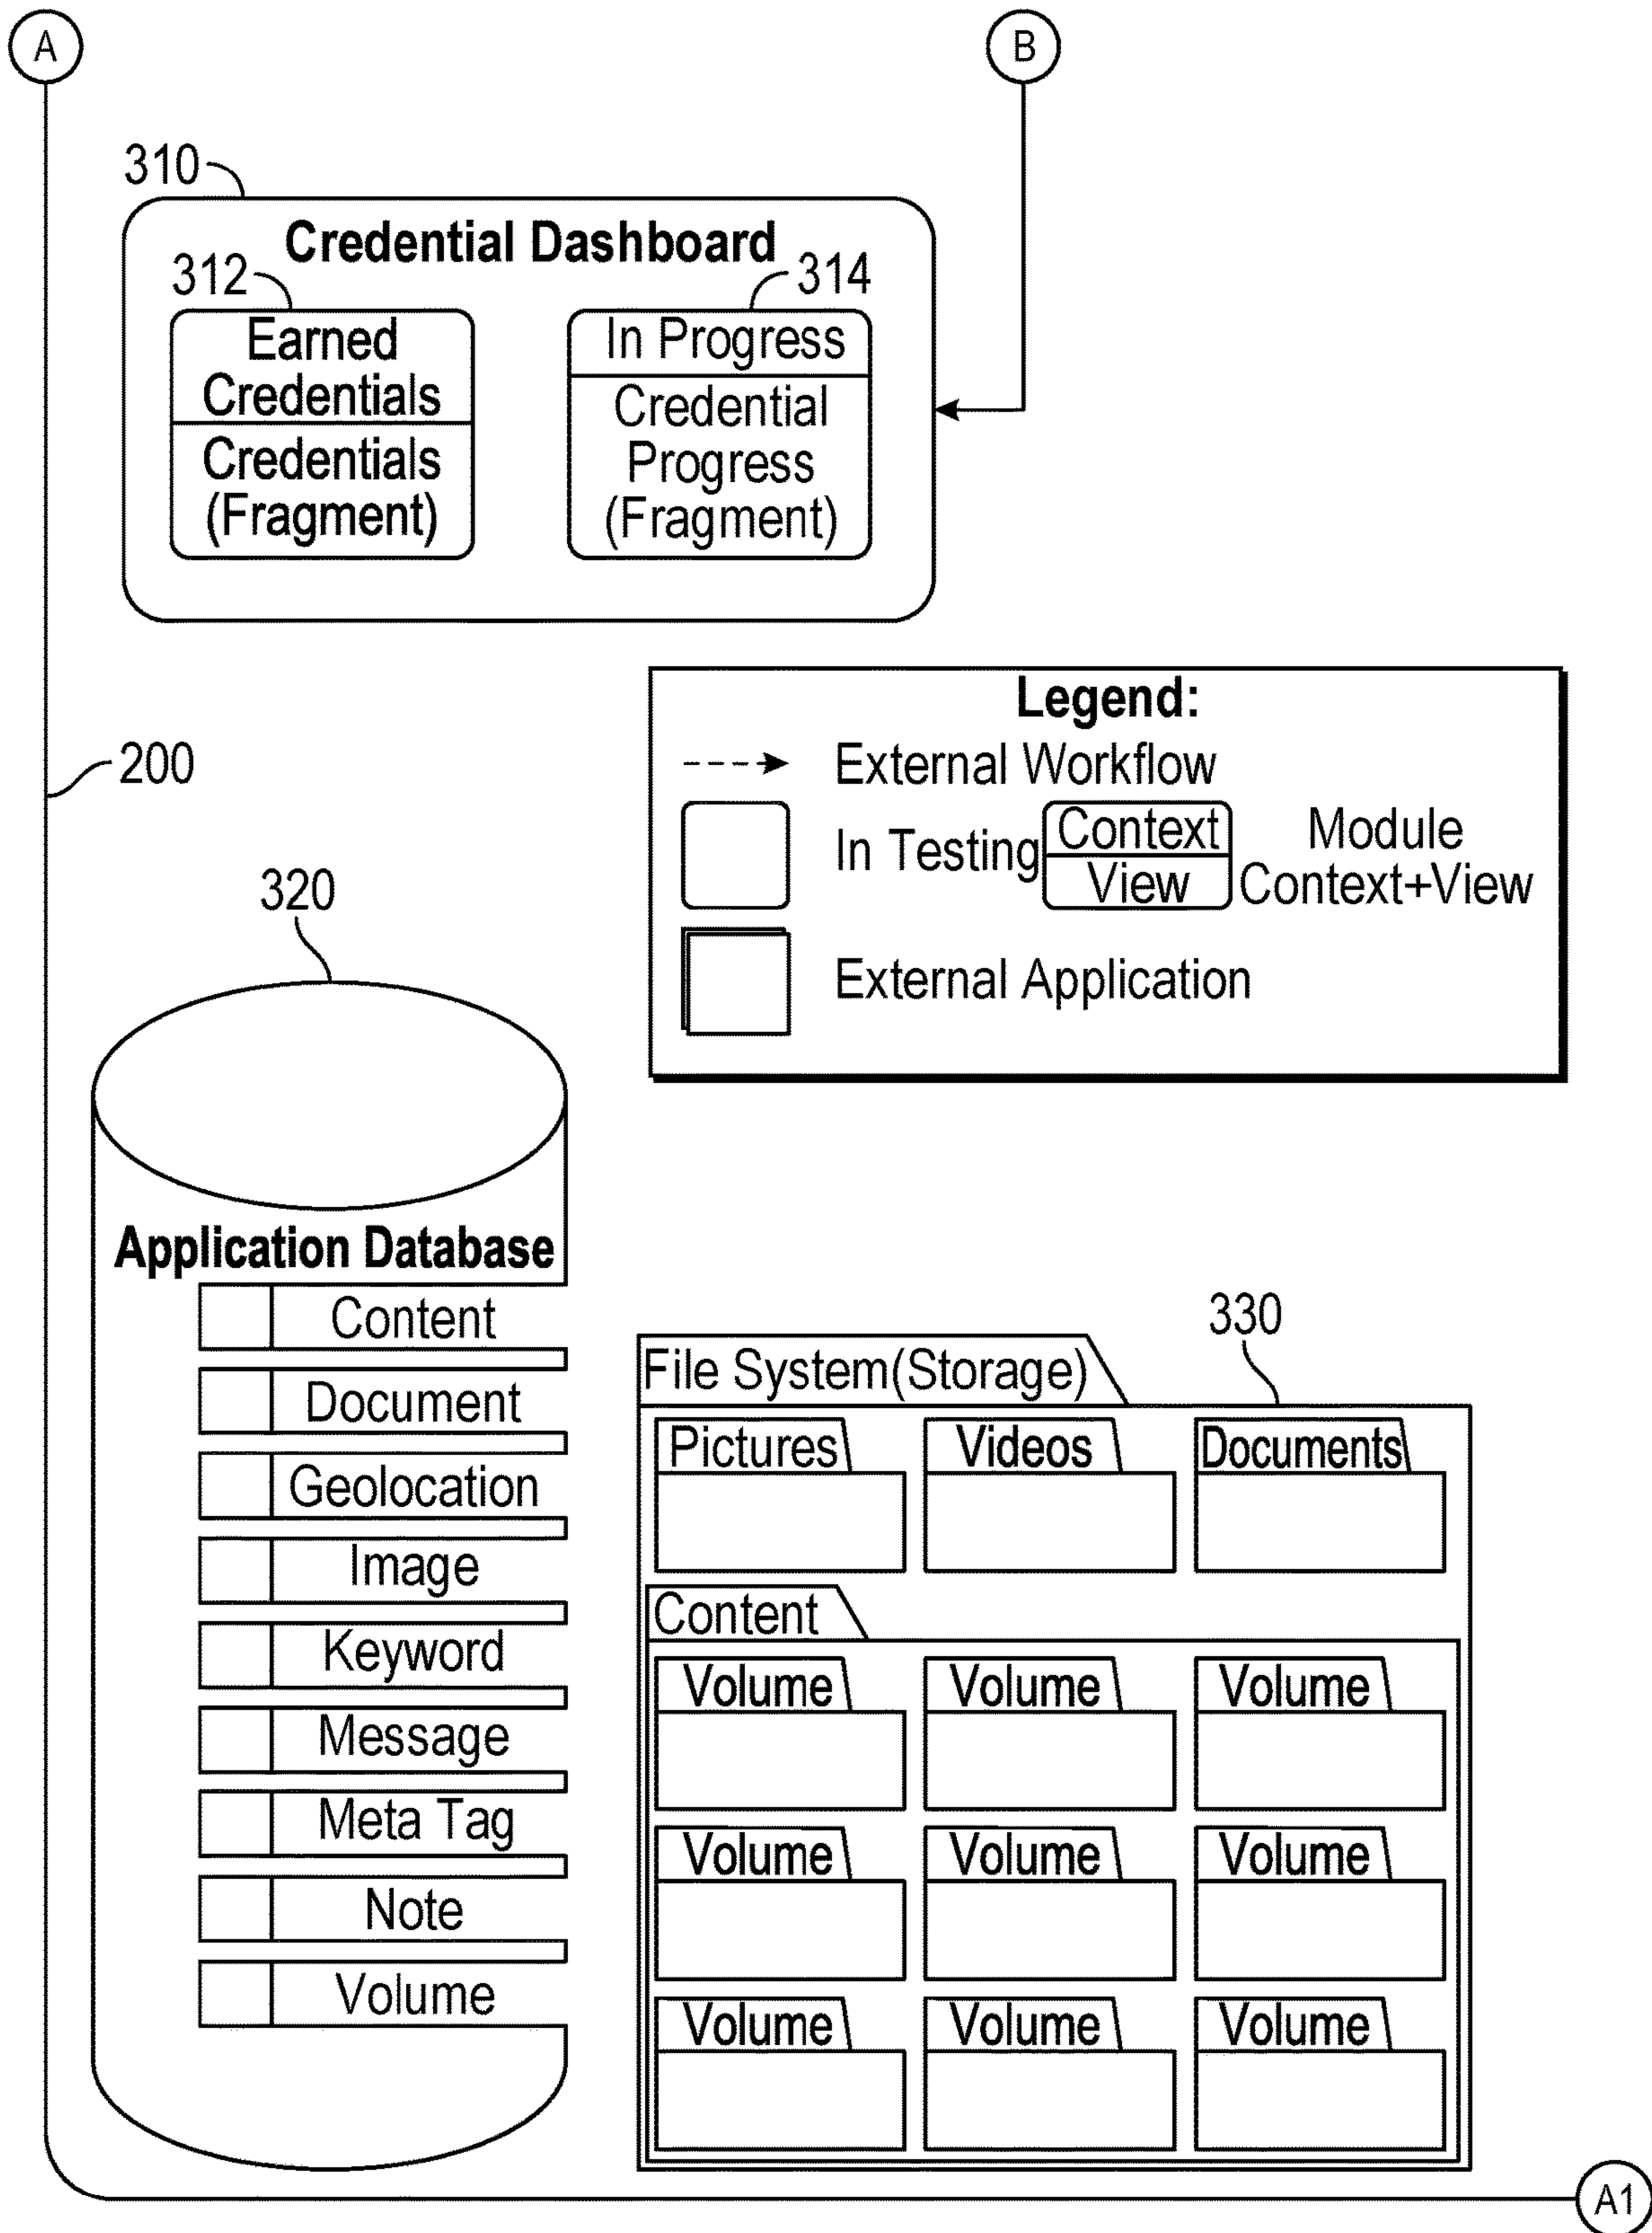 A
B
310
Credential Dashboard
312
314
Earned
Credentials
Credentials
(Fragment)
In Progress
Credential
Progress
(Fragment)
Legend:
External Workflow
In Testing
Context
View
Module
Context+View
External Application
200
320
Application Database
Content
Document
Geolocation
Image
Keyword
Message
Meta Tag
Note
Volume
330
File System(Storage)
Pictures
Videos
Documents
Content
Volume
Volume
Volume
Volume
Volume
Volume
Volume
Volume
Volume
A1